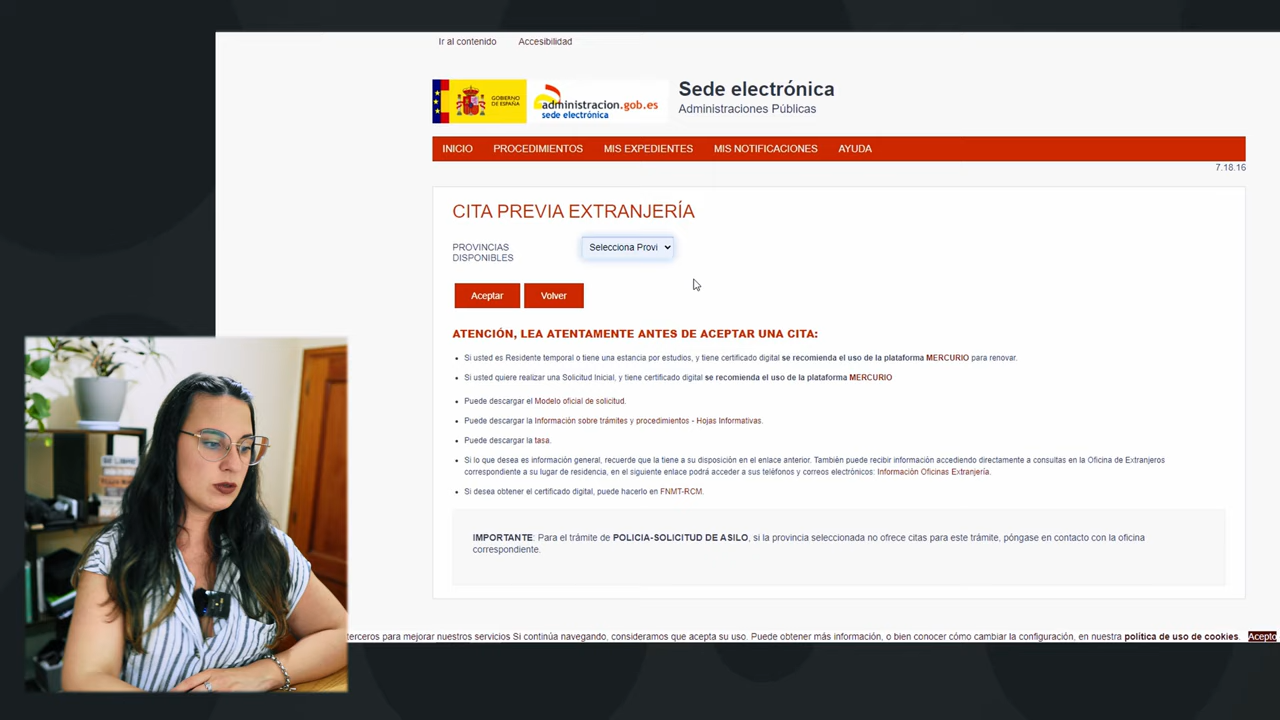 Ir al contenido Accesibilidad
GOBIERNO
DE ESPAÑA
administracion.gob.es
sede electrónica
Sede electrónica
Administraciones Públicas
INICIO PROCEDIMIENTOS MIS EXPEDIENTES MIS NOTIFICACIONES AYUDA
7.18.16
CITA PREVIA EXTRANJERÍA
PROVINCIAS
DISPONIBLES
Selecciona Provi
Aceptar Volver
ATENCIÓN, LEA ATENTAMENTE ANTES DE ACEPTAR UNA CITA:
Si usted es Residente temporal o tiene una estancia por estudios, y tiene certificado digital se recomienda el uso de la plataforma MERCURIO para renovar.
Si usted quiere realizar una Solicitud Inicial, y tiene certificado digital se recomienda el uso de la plataforma MERCURIO
Puede descargar el Modelo oficial de solicitud.
Puede descargar la Información sobre trámites y procedimientos - Hojas Informativas.
Puede descargar la tasa.
Si lo que desea es información general, recuerde que la tiene a su disposición en el enlace anterior. También puede recibir información accediendo directamente a consultas en la Oficina de Extranjeros
correspondiente a su lugar de residencia, en el siguiente enlace podrá acceder a sus teléfonos y correos electrónicos: Información Oficinas Extranjería.
Si desea obtener el certificado digital, puede hacerlo en FNMT-RCM.
IMPORTANTE: Para el trámite de POLICIA-SOLICITUD DE ASILO, si la provincia seleccionada no ofrece citas para este trámite, póngase en contacto con la oficina
correspondiente.
terceros para mejorar nuestros servicios Si continúa navegando, consideramos que acepta su uso. Puede obtener más información, o bien conocer cómo cambiar la configuración, en nuestra política de uso de cookies. Acepto